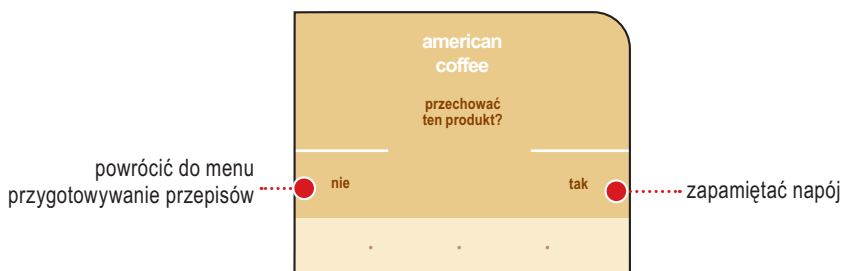 american
coffee
przechować
ten produkt?
powrócić do menu
przygotowywanie przepisów
nie
tak
zapamiętać napój